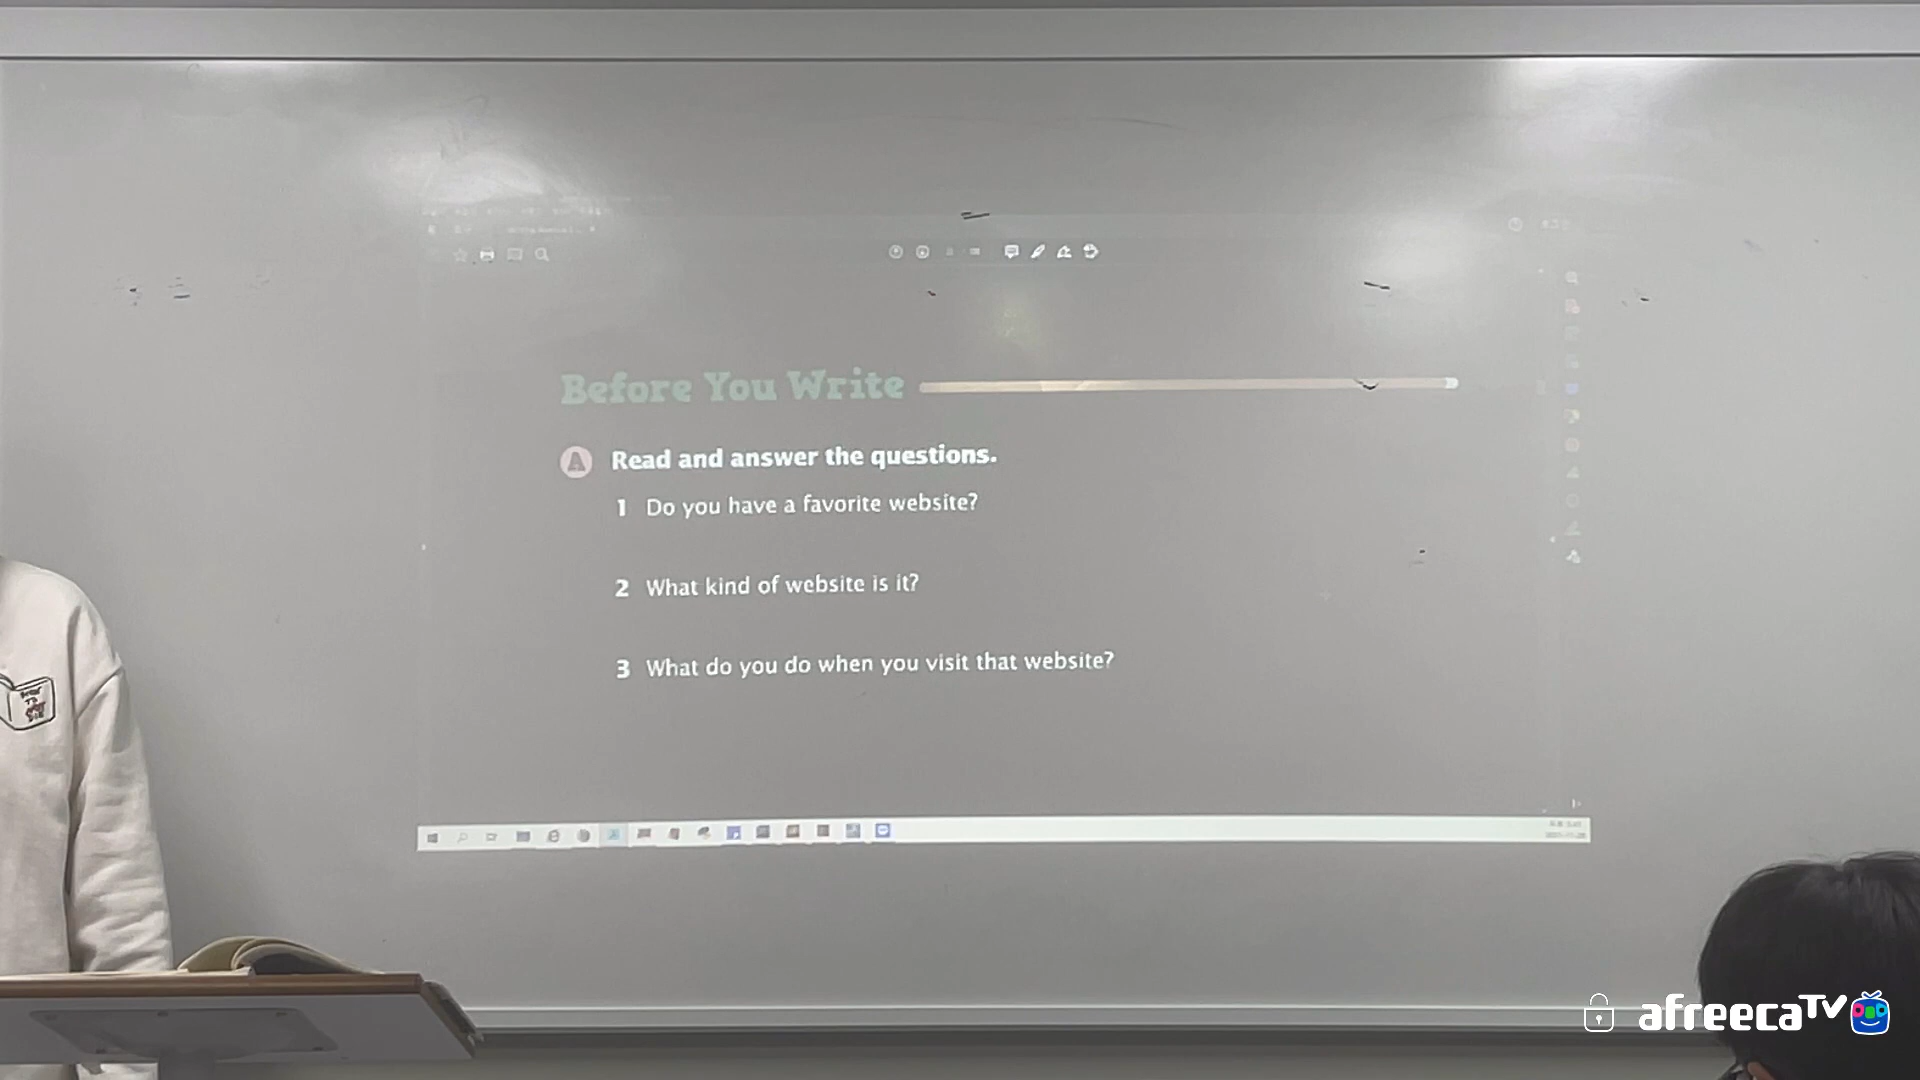 Before You Write
A Read and answer the questions.
1 Do you have a favorite website?
2 What kind of website is it?
3 What do you do when you visit that website?
afreecaTV